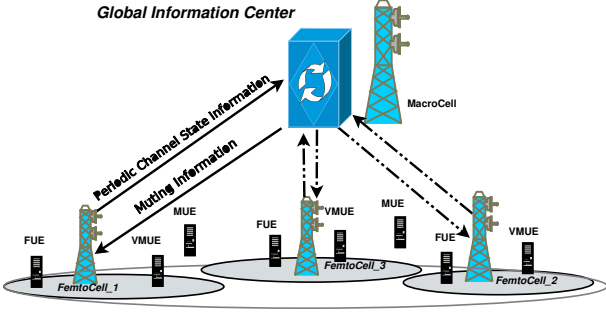 Global Information Center
MacroCell
Periodic Channel State Information
Muting Information
MUE
VMUE
MUE
FUE
FUE
VMUE
FUE
VMUE
FemtoCell_1
FemtoCell_3
FemtoCell_2